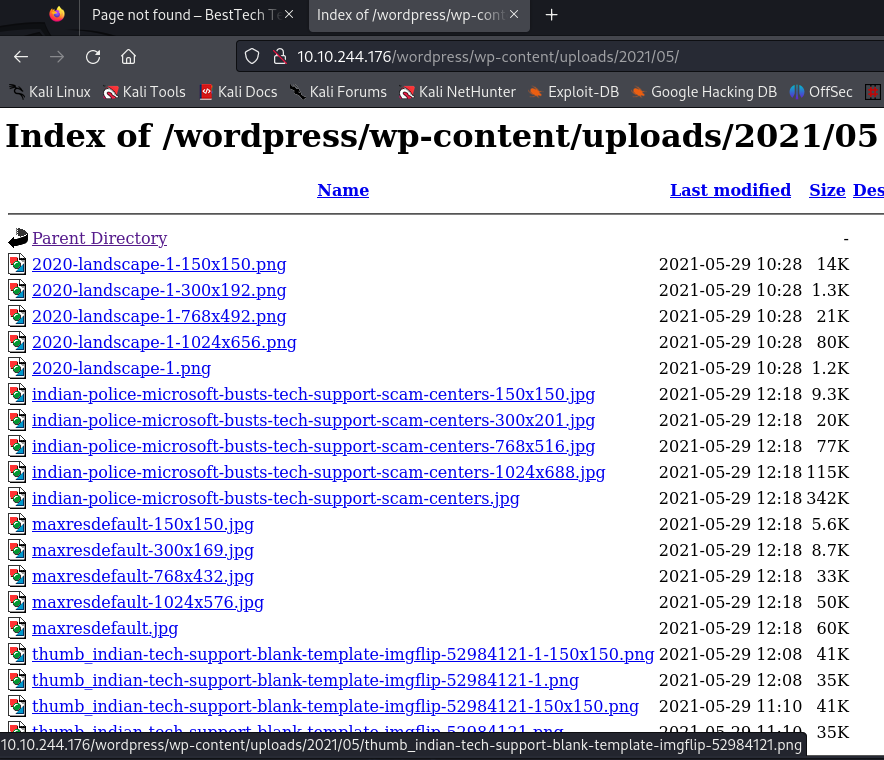 Page not found – BestTech Te
Index of /wordpress/wp-cont
10.10.244.176/wordpress/wp-content/uploads/2021/05/
Kali Linux Kali Tools Kali Docs Kali Forums Kali NetHunter Exploit-DB Google Hacking DB OffSec
Index of /wordpress/wp-content/uploads/2021/05
Name Last modified Size Des
Parent Directory -
2020-landscape-1-150x150.png 2021-05-29 10:28 14K
2020-landscape-1-300x192.png 2021-05-29 10:28 1.3K
2020-landscape-1-768x492.png 2021-05-29 10:28 21K
2020-landscape-1-1024x656.png 2021-05-29 10:28 80K
2020-landscape-1.png 2021-05-29 10:28 1.2K
indian-police-microsoft-busts-tech-support-scam-centers-150x150.jpg 2021-05-29 12:18 9.3K
indian-police-microsoft-busts-tech-support-scam-centers-300x201.jpg 2021-05-29 12:18 20K
indian-police-microsoft-busts-tech-support-scam-centers-768x516.jpg 2021-05-29 12:18 77K
indian-police-microsoft-busts-tech-support-scam-centers-1024x688.jpg 2021-05-29 12:18 115K
indian-police-microsoft-busts-tech-support-scam-centers.jpg 2021-05-29 12:18 342K
maxresdefault-150x150.jpg 2021-05-29 12:18 5.6K
maxresdefault-300x169.jpg 2021-05-29 12:18 8.7K
maxresdefault-768x432.jpg 2021-05-29 12:18 33K
maxresdefault-1024x576.jpg 2021-05-29 12:18 50K
maxresdefault.jpg 2021-05-29 12:18 60K
thumb_indian-tech-support-blank-template-imgflip-52984121-1-150x150.png 2021-05-29 12:08 41K
thumb_indian-tech-support-blank-template-imgflip-52984121-1.png 2021-05-29 12:08 35K
thumb_indian-tech-support-blank-template-imgflip-52984121-150x150.png 2021-05-29 11:10 41K
thumb_indian-tech-support-blank-template-imgflip-52984121.png 2021-05-29 11:10 35K
10.10.244.176/wordpress/wp-content/uploads/2021/05/thumb_indian-tech-support-blank-template-imgflip-52984121.png